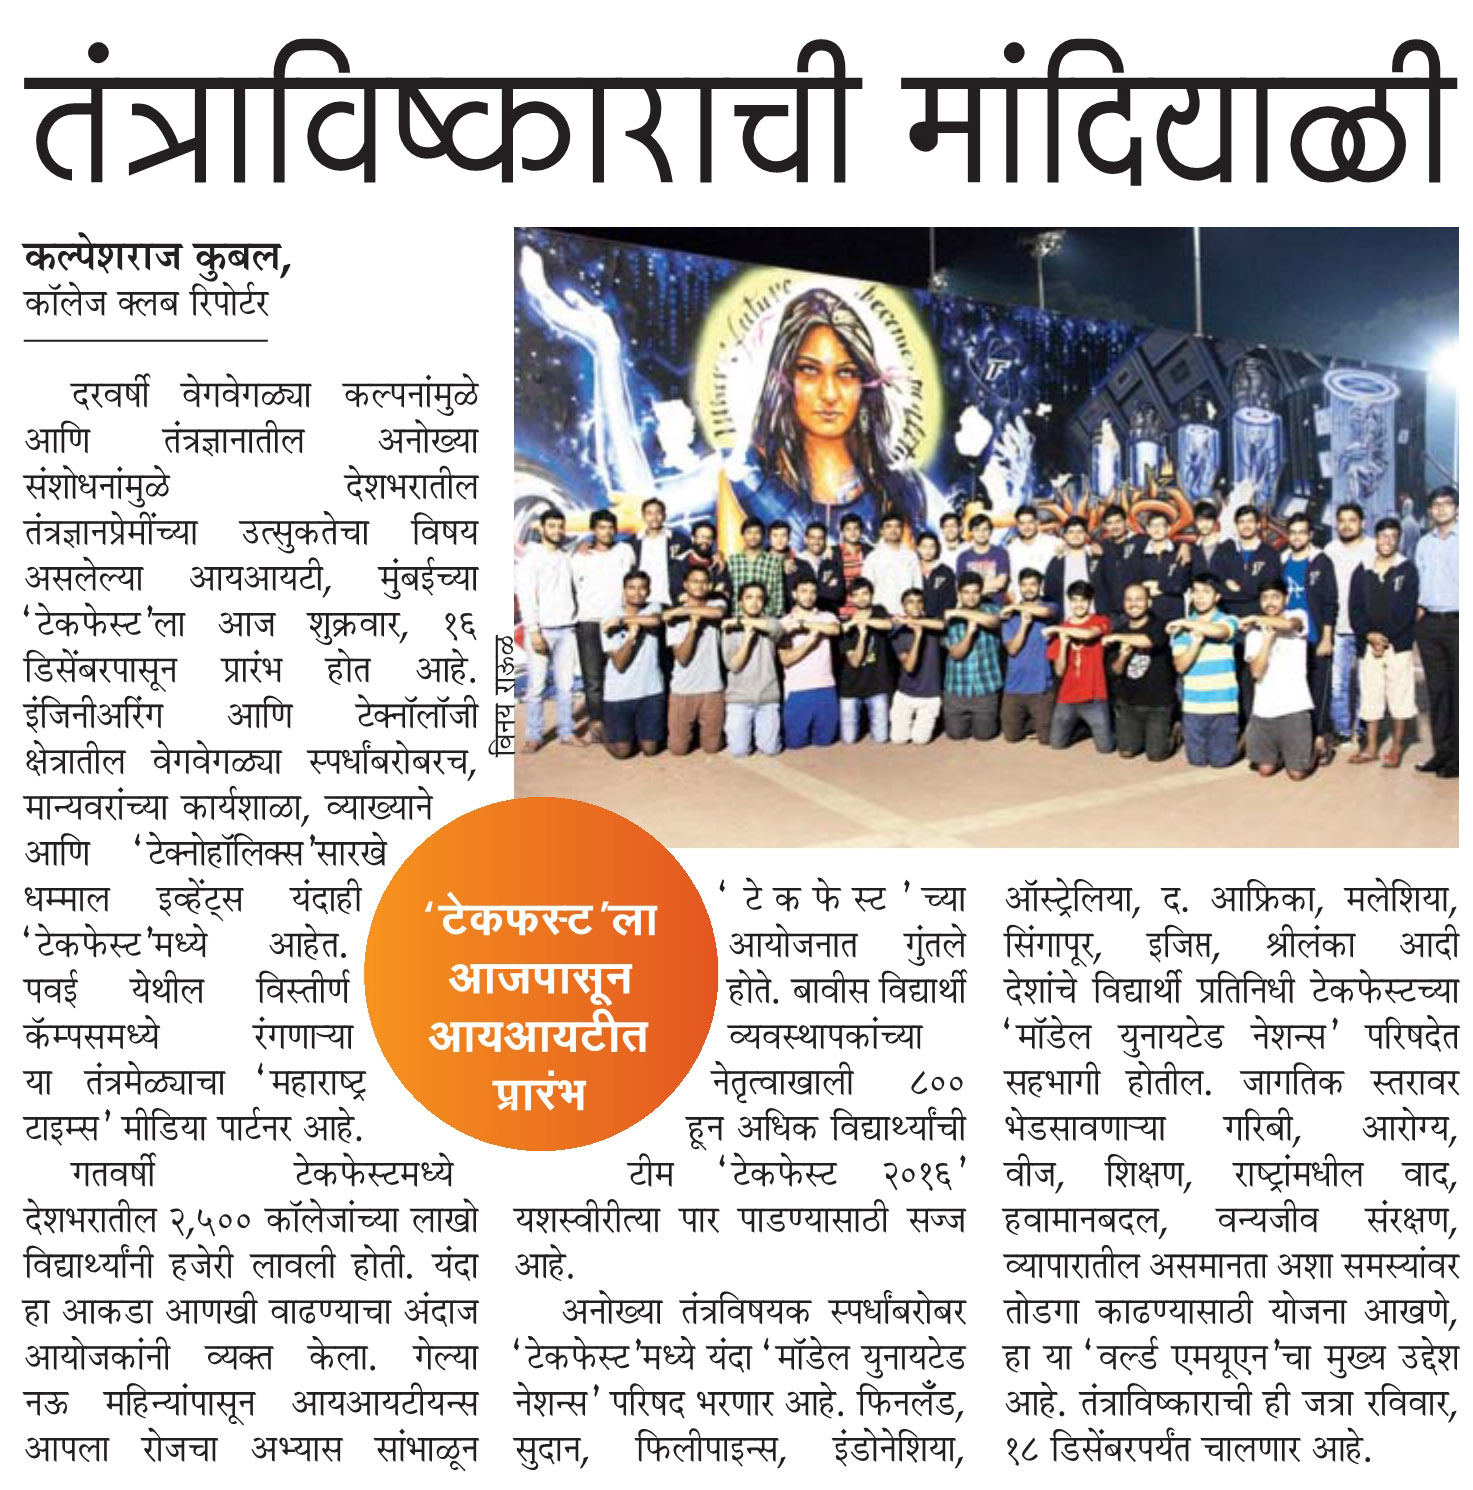 तंत्राविष्काराची मांदियाळी
कल्पेशराज कुबल,
कॉलेज क्लब रिपोर्टर
दरवर्षी वेगवेगळ्या कल्पनांमुळे
आणि तंत्रज्ञानातील अनोख्या
संशोधनांमुळे देशभरातील
तंत्रज्ञानप्रेमींच्या उत्सुकतेचा विषय
असलेल्या आयआयटी, मुंबईच्या
‘टेकफेस्ट’ला आज शुक्रवार, १६
डिसेंबरपासून प्रारंभ होत आहे.
इंजिनीअरिंग आणि टेक्नॉलॉजी
क्षेत्रातील वेगवेगळ्या स्पर्धांबरोबरच,
मान्यवरांच्या कार्यशाळा, व्याख्याने
आणि ‘टेक्नोहॉलिक्स’सारखे
धम्माल इव्हेंट्स यंदाही
‘टेकफेस्ट’मध्ये आहेत.
पवई येथील विस्तीर्ण
कॅम्पसमध्ये रंगणाऱ्या
या तंत्रमेळ्याचा ‘महाराष्ट्र
टाइम्स’ मीडिया पार्टनर आहे.
गतवर्षी टेकफेस्टमध्ये
देशभरातील २,५०० कॉलेजांच्या लाखो
विद्यार्थ्यांनी हजेरी लावली होती. यंदा
हा आकडा आणखी वाढण्याचा अंदाज
आयोजकांनी व्यक्त केला. गेल्या
नऊ महिन्यांपासून आयआयटीयन्स
आपला रोजचा अभ्यास सांभाळून
विनय राऊळ
‘टेकफस्ट’ला
आजपासून
आयआयटीत
प्रारंभ
‘टेकफेस्ट’च्या
आयोजनात गुंतले
होते. बावीस विद्यार्थी
व्यवस्थापकांच्या
नेतृत्वाखाली ८००
हून अधिक विद्यार्थ्यांची
टीम ‘टेकफेस्ट २०१६’
यशस्वीरीत्या पार पाडण्यासाठी सज्ज
आहे.
अनोख्या तंत्रविषयक स्पर्धांबरोबर
‘टेकफेस्ट’मध्ये यंदा ‘मॉडेल युनायटेड
नेशन्स’ परिषद भरणार आहे. फिनलँड,
सुदान, फिलीपाइन्स, इंडोनेशिया,
ऑस्ट्रेलिया, द. आफ्रिका, मलेशिया,
सिंगापूर, इजिप्त, श्रीलंका आदी
देशांचे विद्यार्थी प्रतिनिधी टेकफेस्टच्या
‘मॉडेल युनायटेड नेशन्स’ परिषदेत
सहभागी होतील. जागतिक स्तरावर
भेडसावणाऱ्या गरिबी, आरोग्य,
वीज, शिक्षण, राष्ट्रांमधील वाद,
हवामानबदल, वन्यजीव संरक्षण,
व्यापारातील असमानता अशा समस्यांवर
तोडगा काढण्यासाठी योजना आखणे,
हा या ‘वर्ल्ड एमयूएन’चा मुख्य उद्देश
आहे. तंत्राविष्काराची ही जत्रा रविवार,
१८ डिसेंबरपर्यंत चालणार आहे.